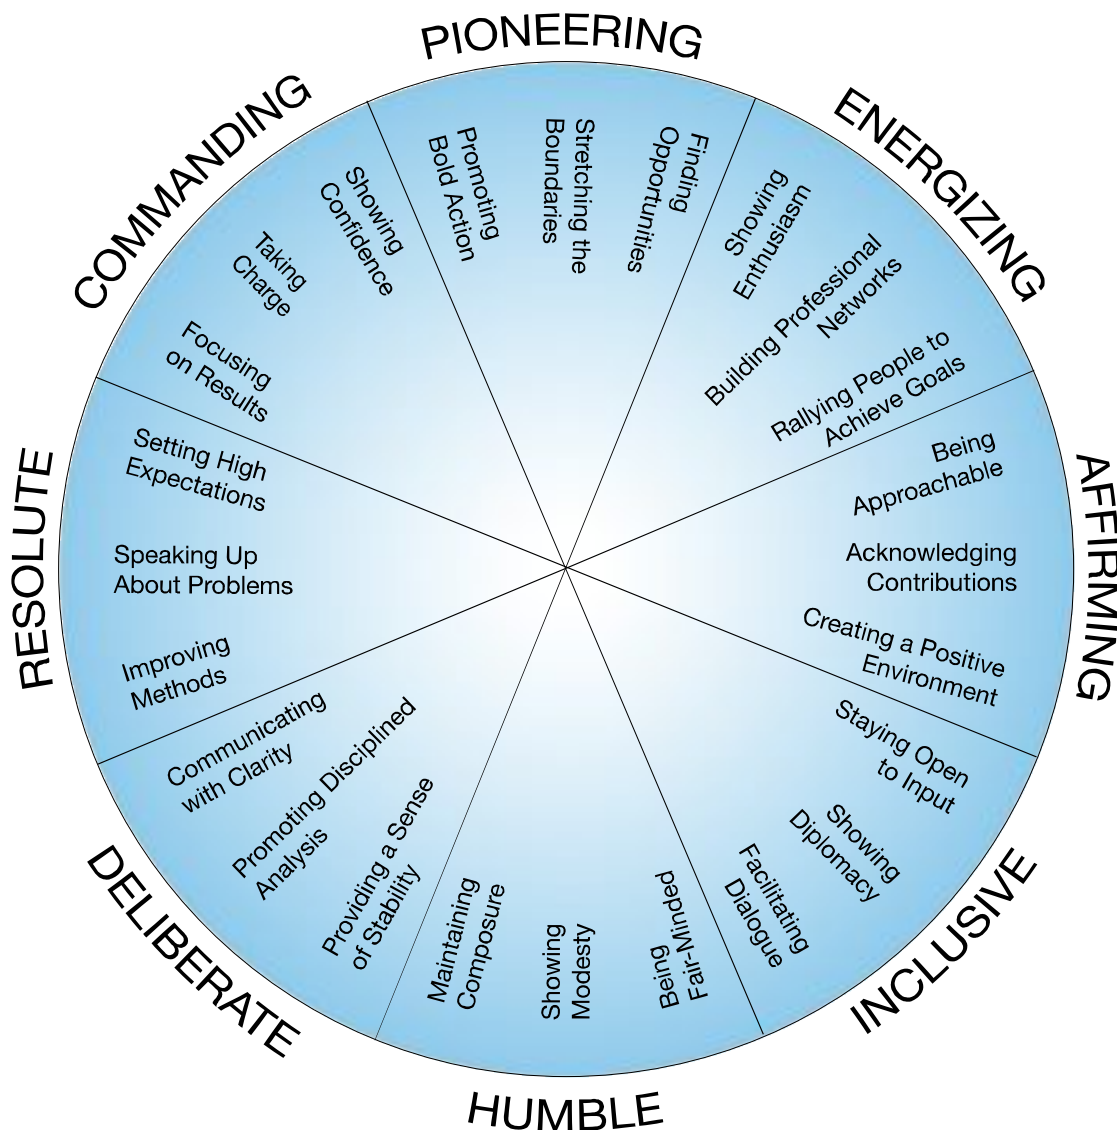 PIONEERING
Promoting
Bold Action
Stretching the
Boundaries
Finding
Opportunities
ENERGIZING
Showing
Enthusiasm
Building Professional
Networks
Rallying People to
Achieve Goals
AFFIRMING
Being
Approachable
Acknowledging
Contributions
Creating a Positive
Environment
INCLUSIVE
Staying Open
to Input
Showing
Diplomacy
Facilitating
Dialogue
HUMBLE
Being
Fair-Minded
Showing
Modesty
Maintaining
Composure
DELIBERATE
Providing a Sense
of Stability
Promoting Disciplined
Analysis
Communicating
with Clarity
RESOLUTE
Improving
Methods
Speaking Up
About Problems
Setting High
Expectations
COMMANDING
Focusing
on Results
Taking
Charge
Showing
Confidence